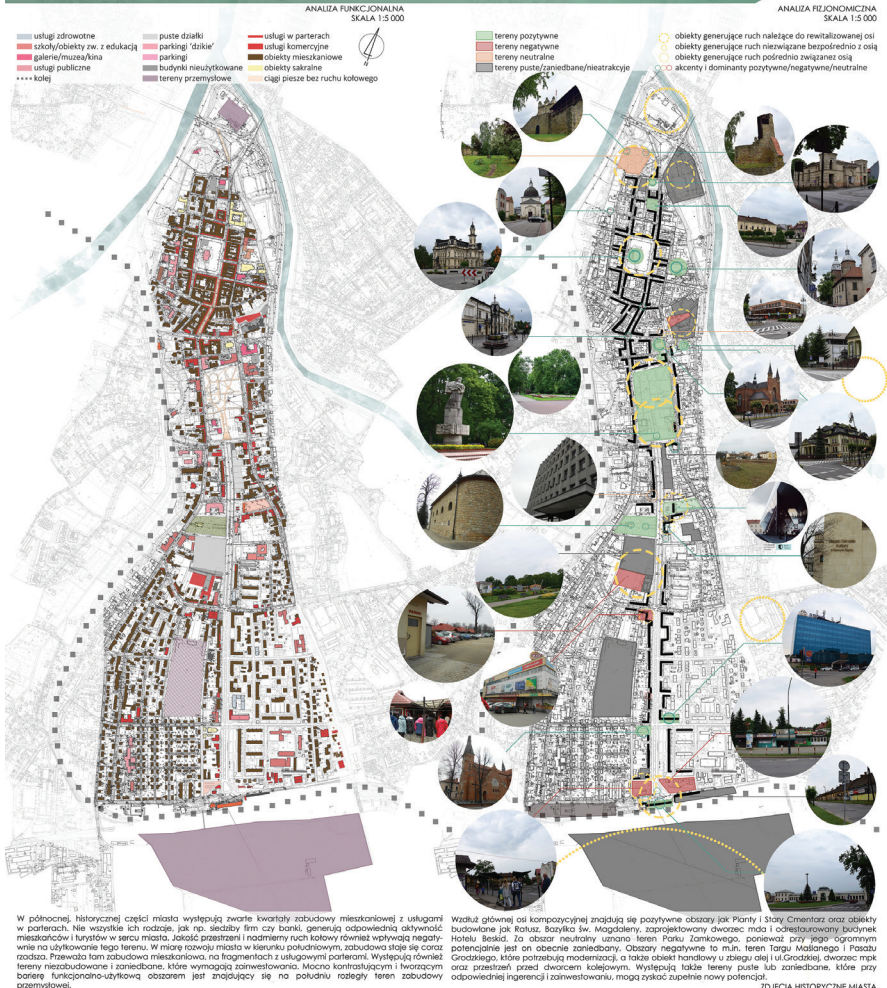 ANALIZA FUNKCJONALNA
SKALA 1:5 000
usługi zdrowotne
szkoły/obiekty zw. z edukacją
galerie/muzea/kina
usługi publiczne
kolej
puste działki
parkingi 'dzikie'
parkingi
budynki nieużytkowane
tereny przemysłowe
usługi w parterach
usługi komercyjne
obiekty mieszkaniowe
obiekty sakralne
ciągi piesze bez ruchu kołowego
ANALIZA FIZJONOMICZNA
SKALA 1:5 000
tereny pozytywne
tereny negatywne
tereny neutralne
tereny puste/zaniedbane/nieatrakcyje
obiekty generujące ruch należące do rewitalizowanej osi
obiekty generujące ruch niezwiązane bezpośrednio z osią
obiekty generujące ruch pośrednio związanez osią
akcenty i dominanty pozytywne/negatywne/neutralne
W północnej, historycznej części miasta występują zwarte kwartały zabudowy mieszkaniowej z usługami
w parterach. Nie wszystkie ich rodzaje, jak np. siedziby firm czy banki, generują odpowiednią aktywność
mieszkańców i turystów w sercu miasta. Jakość przestrzeni i nadmierny ruch kołowy również wpływają negaty-
wnie na użytkowanie tego terenu. W miarę rozwoju miasta w kierunku południowym, zabudowa staje się coraz
rzadsza. Przeważa tam zabudowa mieszkaniowa, na fragmentach z usługowymi parterami. Występują również
tereny niezabudowane i zaniedbane, które wymagają zainwestowania. Mocno kontrastującym i tworzącym
barierę funkcjonalno-użytkową obszarem jest znajdujący się na południu rozległy teren zabudowy
przemysłowej.
Wzdłuż głównej osi kompozycyjnej znajdują się pozytywne obszary jak Planty i Stary Cmentarz oraz obiekty
budowlane jak Ratusz, Bazylika św. Magdaleny, zaprojektowany dworzec mda i odrestaurowany budynek
Hotelu Beskid. Za obszar neutralny uznano teren Parku Zamkowego, ponieważ przy jego ogromnym
potencjalnie jest on obecnie zaniedbany. Obszary negatywne to m.in. teren Targu Maślanego i Pasażu
Grodzkiego, które potrzebują modernizacji, a także obiekt handlowy u zbiegu alej i ul.Grodzkiej, dworzec mpk
oraz przestrzeń przed dworcem kolejowym. Występują także tereny puste lub zaniedbane, które przy
odpowiedniej ingerencji i zainwestowaniu, mogą zyskać zupełnie nowy potencjał.
ZDJĘCIA HISTORYCZNE MIASTA